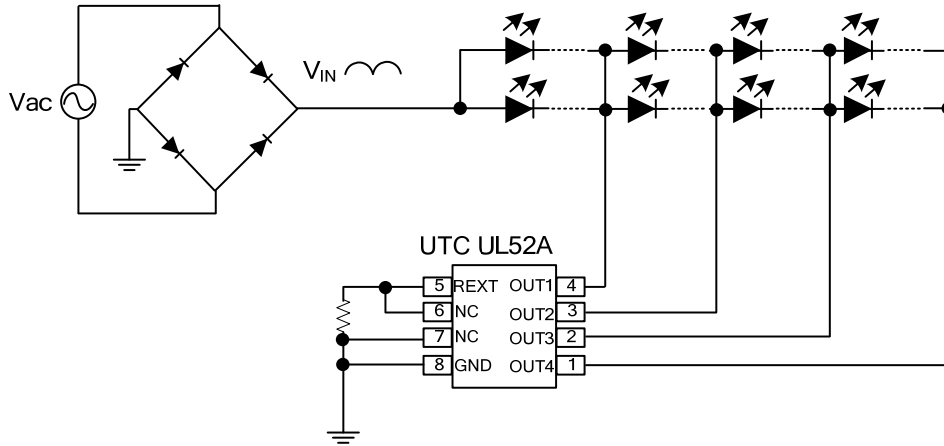 VIN
Vac
UTC UL52A
5 REXT OUT1 4
6 NC OUT2 3
7 NC OUT3 2
8 GND OUT4 1